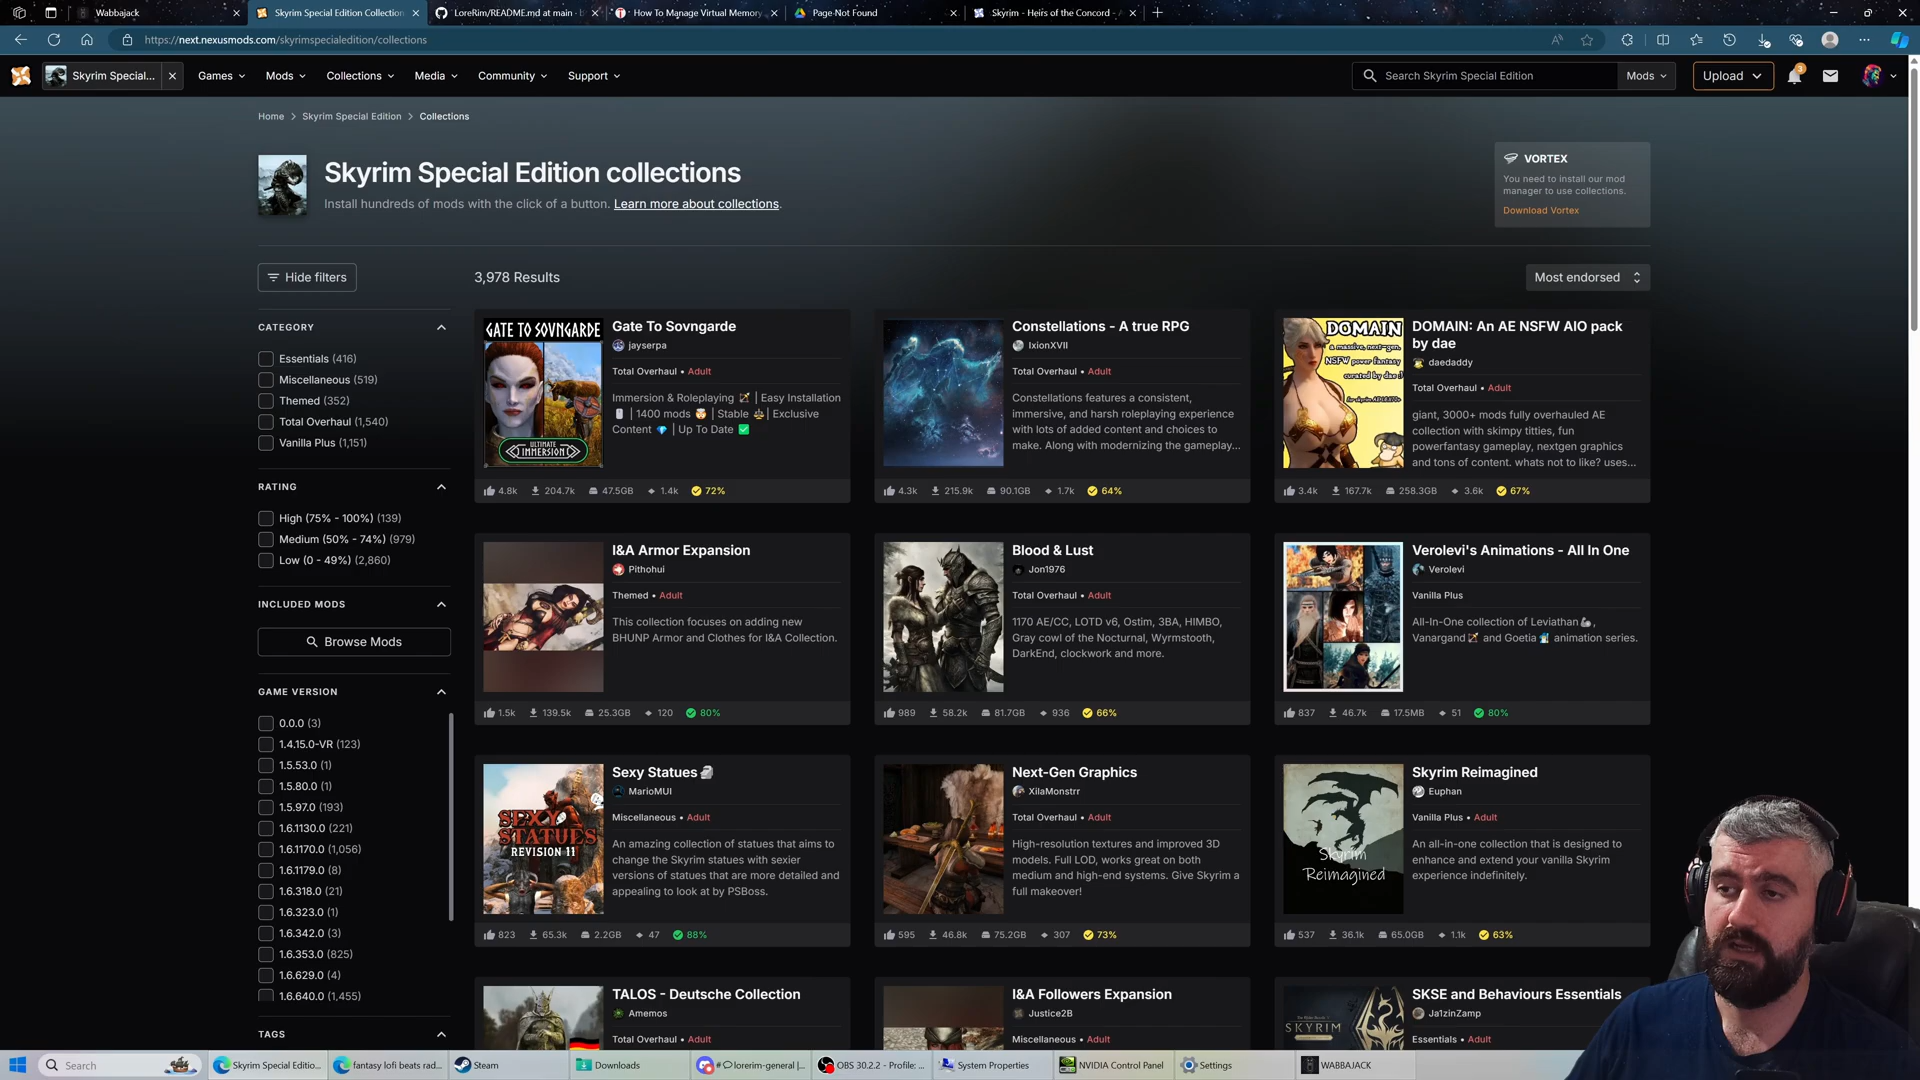 Wabbajack
Skyrim Special Edition Collection
LoreRim/README.md at main · b
How To Manage Virtual Memory
Page Not Found
Skyrim - Heirs of the Concord - A
https://next.nexusmods.com/skyrimspecialedition/collections
Skyrim Special...
Games
Mods
Collections
Media
Community
Support
Search Skyrim Special Edition
Mods
Upload
3
Home > Skyrim Special Edition > Collections
Skyrim Special Edition collections
Install hundreds of mods with the click of a button. Learn more about collections.
VORTEX
You need to install our mod
manager to use collections.
Download Vortex
Hide filters
3,978 Results
Most endorsed
CATEGORY
Essentials (416)
Miscellaneous (519)
Themed (352)
Total Overhaul (1,540)
Vanilla Plus (1,151)
RATING
High (75% - 100%) (139)
Medium (50% - 74%) (979)
Low (0 - 49%) (2,860)
INCLUDED MODS
Browse Mods
GAME VERSION
0.0.0 (3)
1.4.15.0-VR (123)
1.5.53.0 (1)
1.5.80.0 (1)
1.5.97.0 (193)
1.6.1130.0 (221)
1.6.1170.0 (1,056)
1.6.1179.0 (8)
1.6.318.0 (21)
1.6.323.0 (1)
1.6.342.0 (3)
1.6.353.0 (825)
1.6.629.0 (4)
1.6.640.0 (1,455)
TAGS
GATE TO SOVNGARDE
ULTIMATE
IMMERSION
Gate To Sovngarde
jayserpa
Total Overhaul • Adult
Immersion & Roleplaying 🏹 | Easy Installation
🖱️ | 1400 mods 🤯 | Stable ⚖️ | Exclusive
Content 💎 | Up To Date ✅
4.8k 204.7k 47.5GB 1.4k 72%
Constellations - A true RPG
IxionXVII
Total Overhaul • Adult
Constellations features a consistent,
immersive, and harsh roleplaying experience
with lots of added content and choices to
make. Along with modernizing the gameplay...
4.3k 215.9k 90.1GB 1.7k 64%
DOMAIN
a massive, next-gen,
NSFW power fantasy
curated by dae :)
DOMAIN: An AE NSFW AIO pack
by dae
daedaddy
Total Overhaul • Adult
giant, 3000+ mods fully overhauled AE
collection with skimpy titties, fun
powerfantasy gameplay, nextgen graphics
and tons of content. whats not to like? uses...
3.4k 167.7k 258.3GB 3.6k 67%
I&A Armor Expansion
Pithohui
Themed • Adult
This collection focuses on adding new
BHUNP Armor and Clothes for I&A Collection.
1.5k 139.5k 25.3GB 120 80%
Blood & Lust
Jon1976
Total Overhaul • Adult
1170 AE/CC, LOTD v6, Ostim, 3BA, HIMBO,
Gray cowl of the Nocturnal, Wyrmstooth,
DarkEnd, clockwork and more.
989 58.2k 81.7GB 936 66%
Verolevi's Animations - All In One
Verolevi
Vanilla Plus
All-In-One collection of Leviathan🦾,
Vanargand🏹 and Goetia 🧙 animation series.
837 46.7k 17.5MB 51 80%
SEXY
STATUES
REVISION 11
Sexy Statues🗿
MarioMUI
Miscellaneous • Adult
An amazing collection of statues that aims to
change the Skyrim statues with sexier
versions of statues that are more detailed and
appealing to look at by PSBoss.
823 65.3k 2.2GB 47 88%
Next-Gen Graphics
XilaMonstrr
Total Overhaul • Adult
High-resolution textures and improved 3D
models. Full LOD, works great on both
medium and high-end systems. Give Skyrim a
full makeover!
595 46.8k 75.2GB 307 73%
Skyrim
Reimagined
Skyrim Reimagined
Euphan
Vanilla Plus • Adult
An all-in-one collection that is designed to
enhance and extend your vanilla Skyrim
experience indefinitely.
537 36.1k 65.0GB 1.1k 63%
TALOS - Deutsche Collection
Amemos
Total Overhaul • Adult
I&A Followers Expansion
Justice2B
Miscellaneous • Adult
SKYRIM
SKSE and Behaviours Essentials
Ja1zinZamp
Essentials • Adult
Search
Skyrim Special Editio...
fantasy lofi beats rad...
Steam
Downloads
#💬lorerim-general |...
OBS 30.2.2 - Profile: ...
System Properties
NVIDIA Control Panel
Settings
WABBAJACK